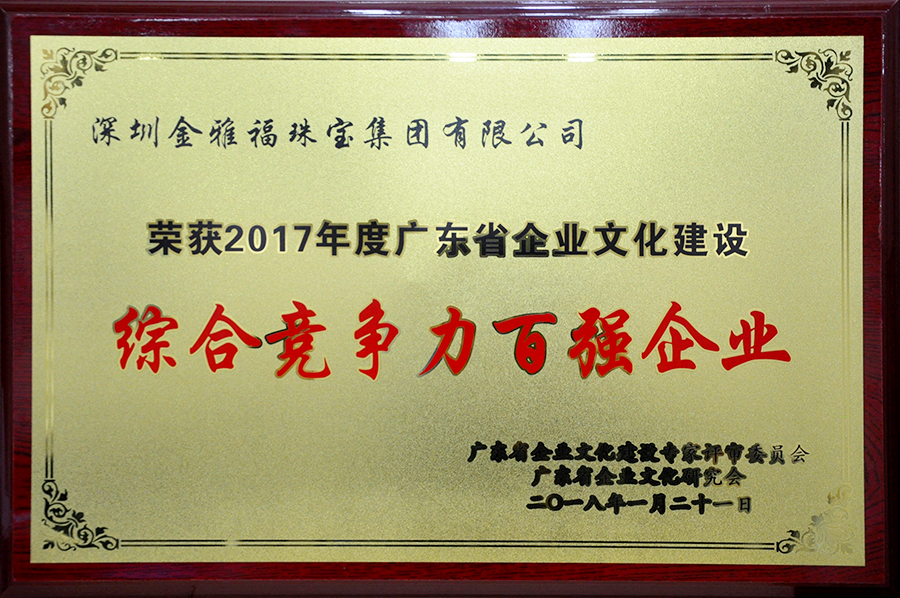 深圳金雅福珠宝集团有限公司
荣获2017年度广东省企业文化建设
综合竞争力百强企业
广东省企业文化建设专家评审委员会
广东省企业文化研究会
二〇一八年一月二十一日